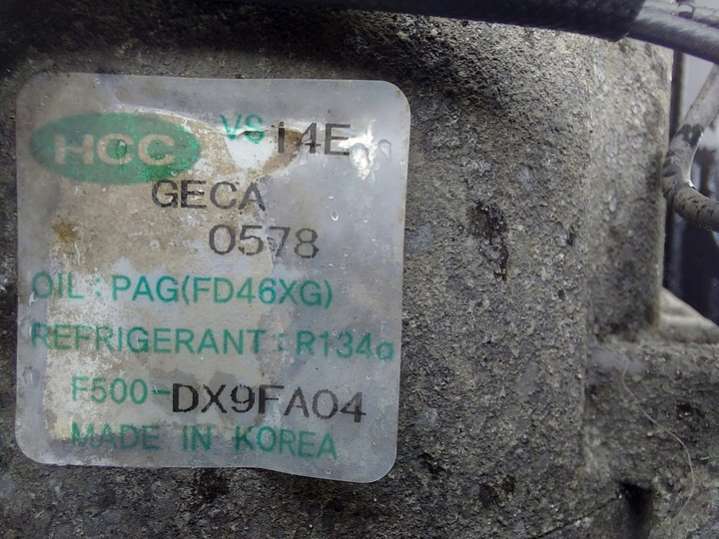 HCC VS14E
GECA
0578
OIL : PAG(FD46XG)
REFRIGERANT : R134a
F500-DX9FA04
MADE IN KOREA